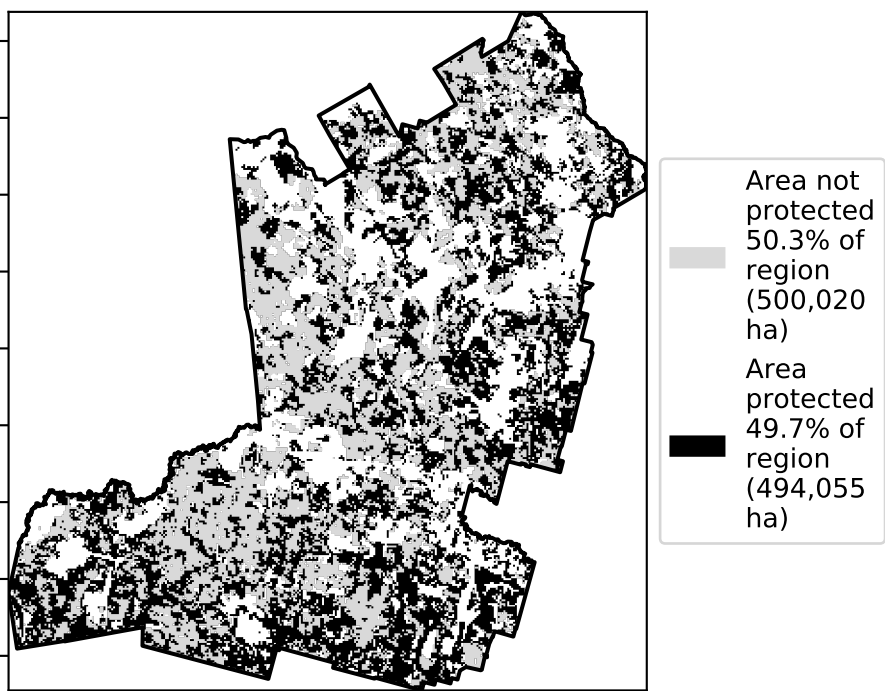 Area not
protected
50.3% of
region
(500,020
ha)
Area
protected
49.7% of
region
(494,055
ha)